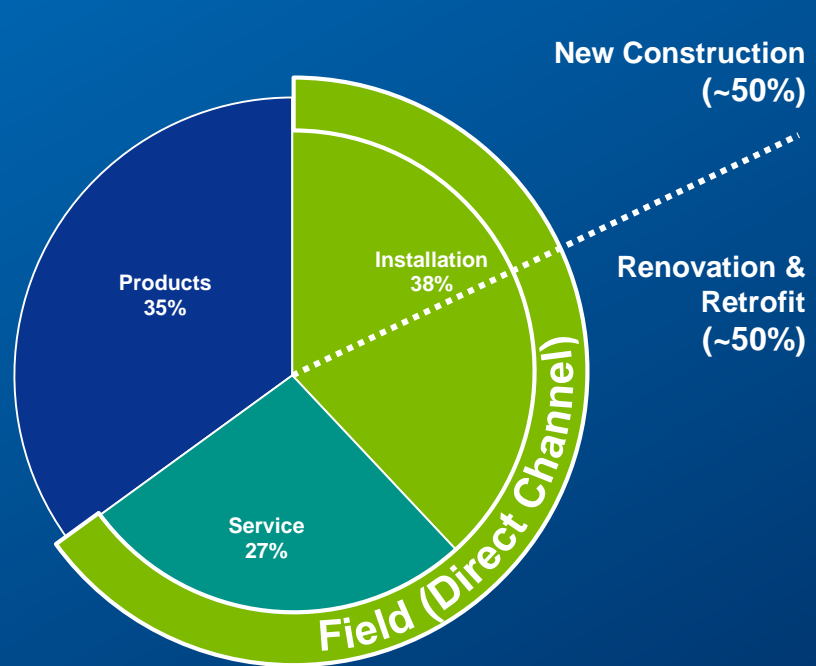 New Construction
(~50%)
Installation
38%
Products
35%
Renovation &
Retrofit
(~50%)
Service
27%
Field (Direct Channel)